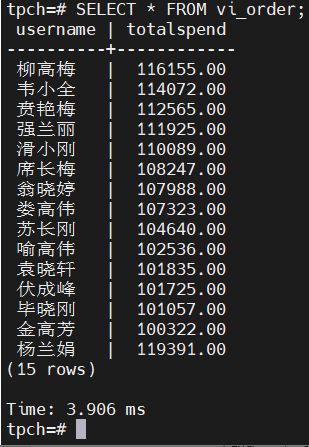 tpch=# SELECT * FROM vi_order;
 username | totalspend
----------+------------
 柳高梅   |  116155.00
 韦小全   |  114072.00
 贲艳梅   |  112565.00
 强兰丽   |  111925.00
 滑小刚   |  110089.00
 席长梅   |  108247.00
 翁晓婷   |  107988.00
 娄高伟   |  107323.00
 苏长刚   |  104640.00
 喻高伟   |  102536.00
 袁晓轩   |  101835.00
 伏成峰   |  101725.00
 毕晓刚   |  101057.00
 金高芳   |  100322.00
 杨兰娟   |  119391.00
(15 rows)

Time: 3.906 ms
tpch=#